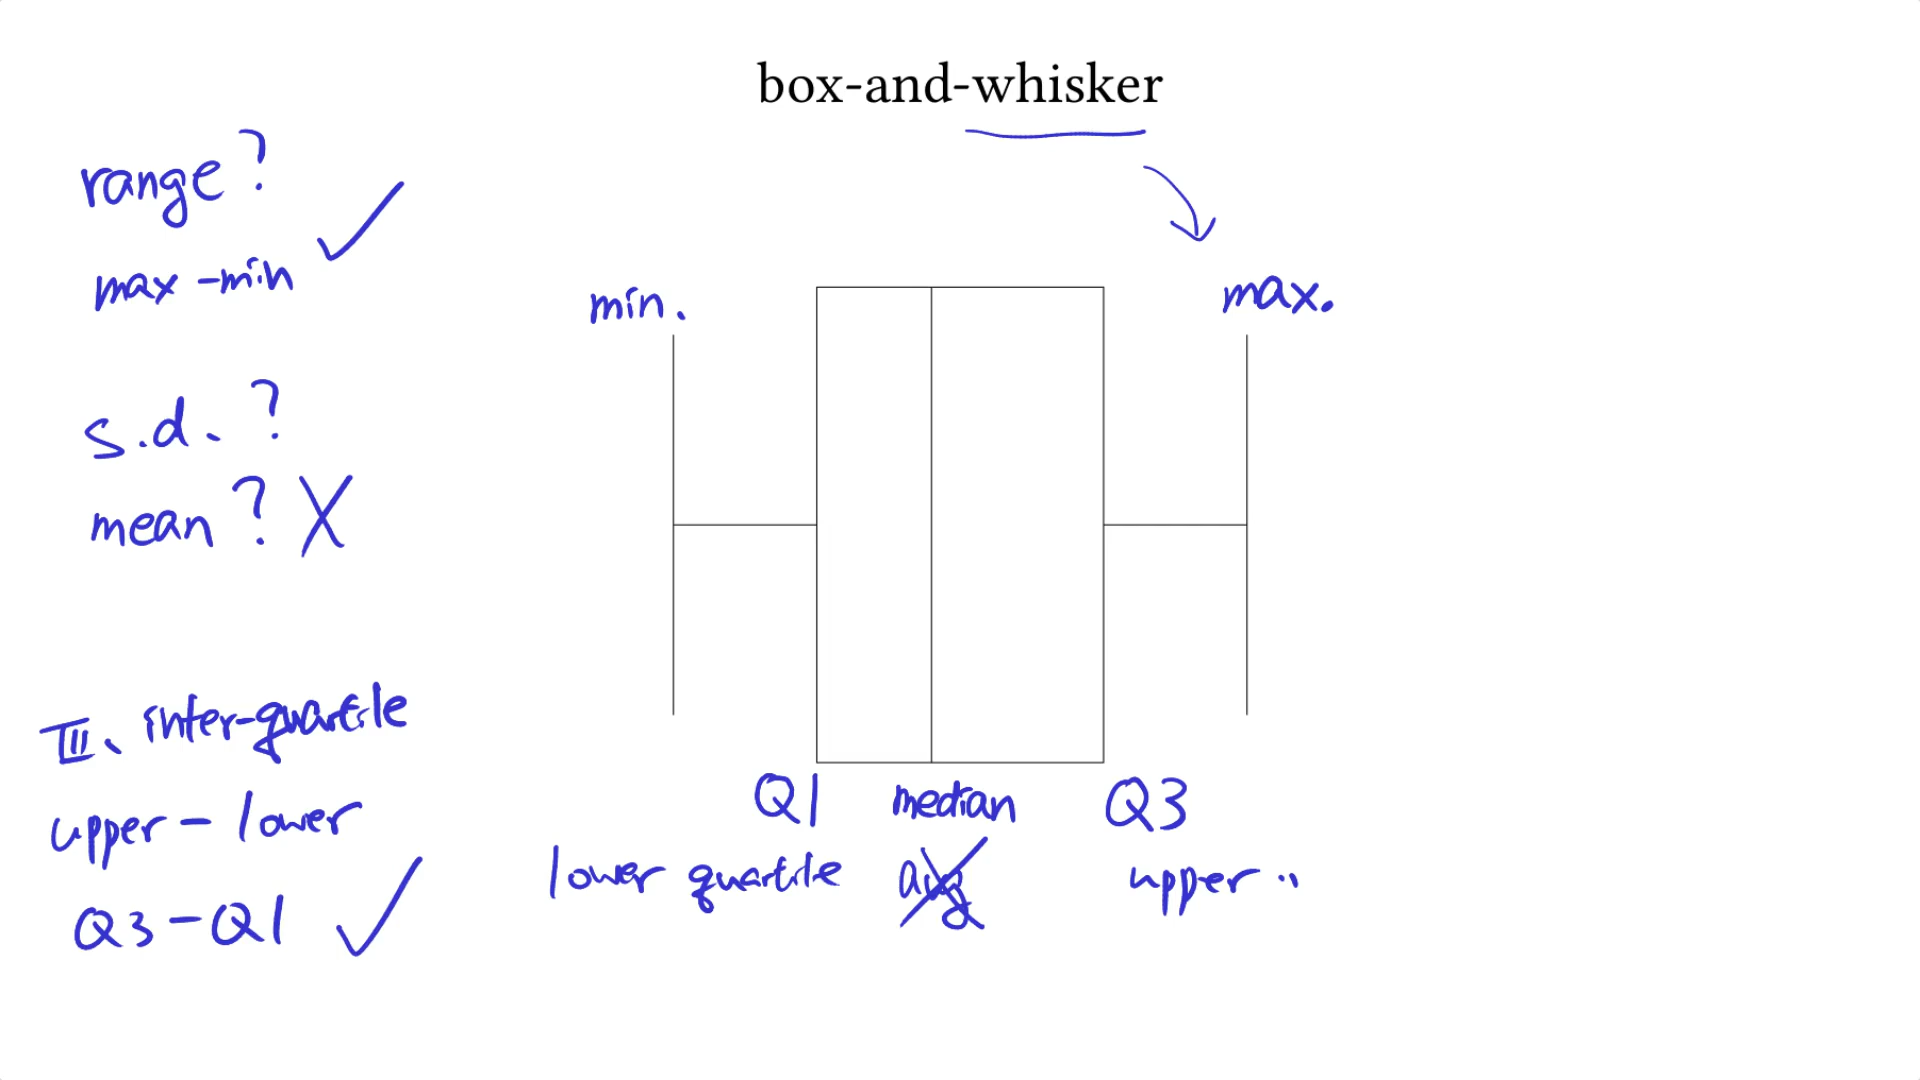 box-and-whisker
range?
max-min
s.d.?
mean? X
min.
max.
III. inter-quartile
upper - lower
Q3-Q1
Q1 median Q3
lower quartile avg upper ..